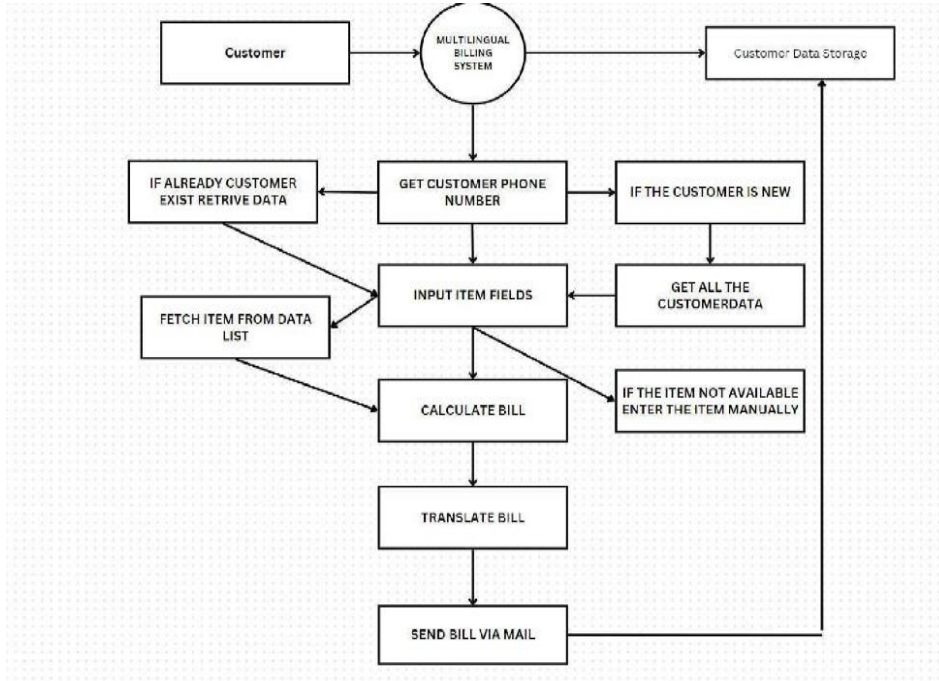 Customer
MULTILINGUAL
BILLING
SYSTEM
Customer Data Storage
IF ALREADY CUSTOMER
EXIST RETRIVE DATA
GET CUSTOMER PHONE
NUMBER
IF THE CUSTOMER IS NEW
INPUT ITEM FIELDS
GET ALL THE
CUSTOMERDATA
FETCH ITEM FROM DATA
LIST
CALCULATE BILL
IF THE ITEM NOT AVAILABLE
ENTER THE ITEM MANUALLY
TRANSLATE BILL
SEND BILL VIA MAIL